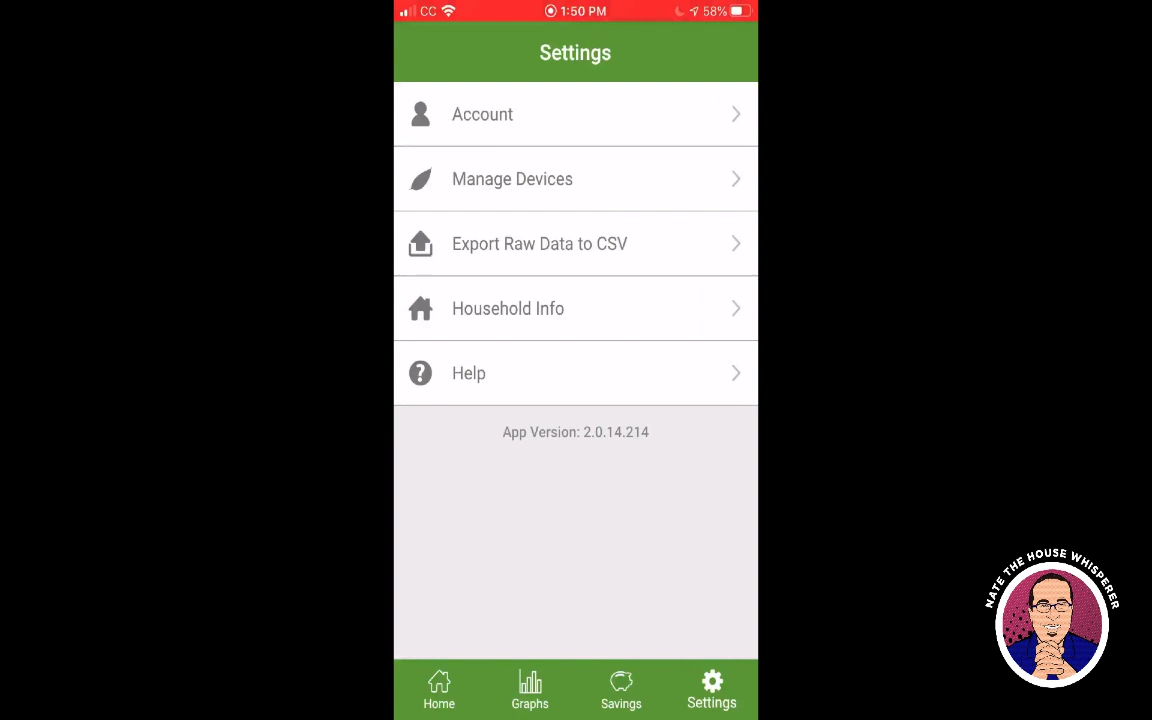 CC 1:50 PM 58%
Settings
Account
Manage Devices
Export Raw Data to CSV
Household Info
Help
App Version: 2.0.14.214
NATE THE HOUSE WHISPERER
Home Graphs Savings Settings